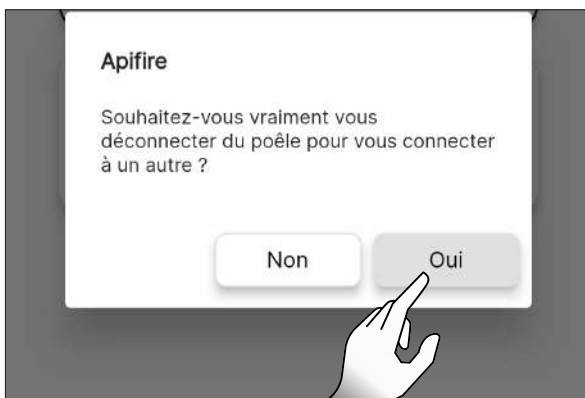 Apifire
Souhaitez-vous vraiment vous
déconnecter du poêle pour vous connecter
à un autre ?
Non
Oui